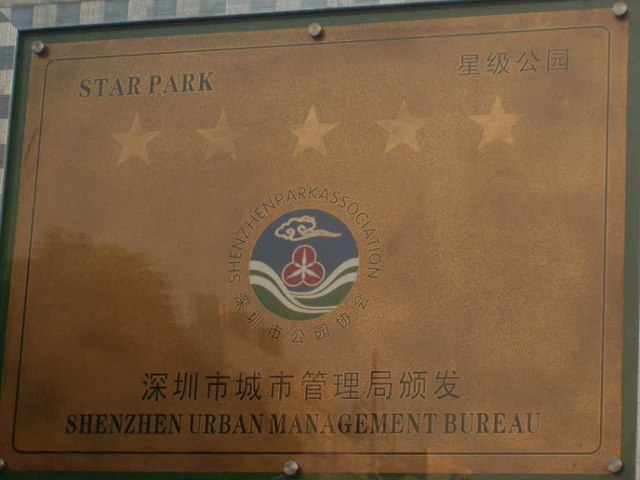 STAR PARK
星级公园
SHENZHENPARKASSOCIATION
深圳市公园协会
深圳市城市管理局颁发
SHENZHEN URBAN MANAGEMENT BUREAU